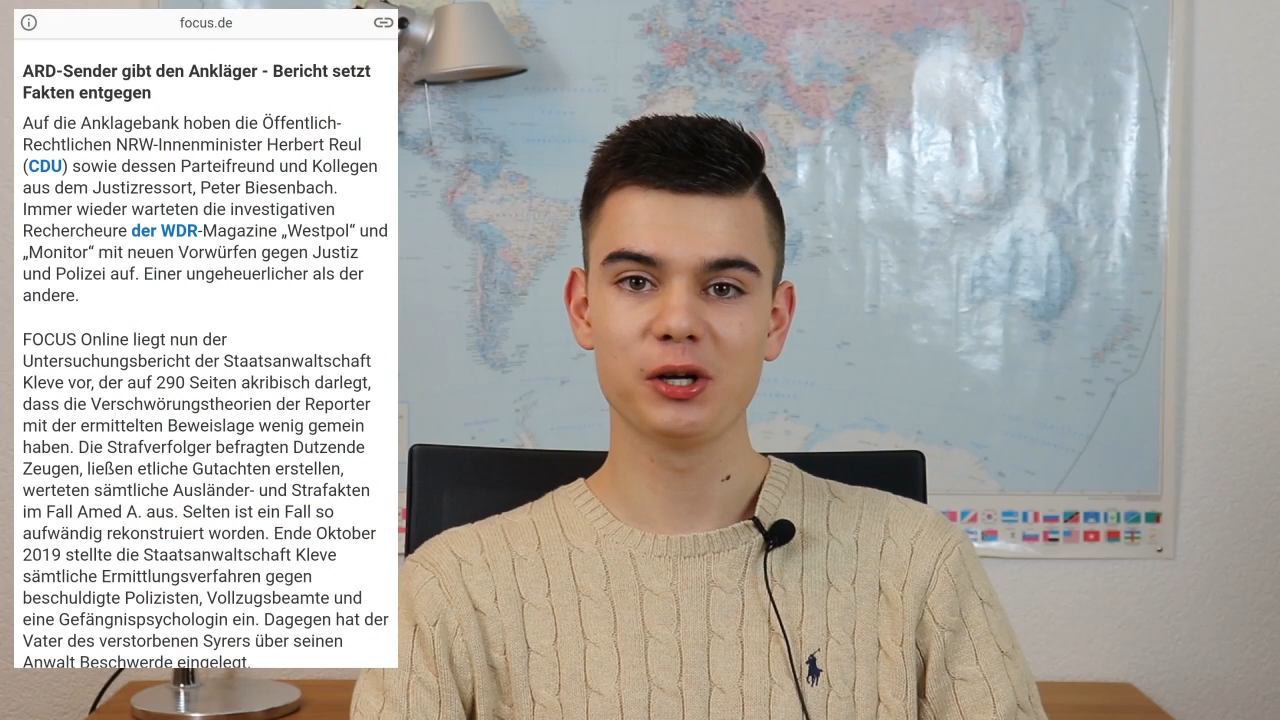 focus.de
ARD-Sender gibt den Ankläger - Bericht setzt
Fakten entgegen
Auf die Anklagebank hoben die Öffentlich-
Rechtlichen NRW-Innenminister Herbert Reul
(CDU) sowie dessen Parteifreund und Kollegen
aus dem Justizressort, Peter Biesenbach.
Immer wieder warteten die investigativen
Rechercheure der WDR-Magazine „Westpol“ und
„Monitor“ mit neuen Vorwürfen gegen Justiz
und Polizei auf. Einer ungeheuerlicher als der
andere.
FOCUS Online liegt nun der
Untersuchungsbericht der Staatsanwaltschaft
Kleve vor, der auf 290 Seiten akribisch darlegt,
dass die Verschwörungstheorien der Reporter
mit der ermittelten Beweislage wenig gemein
haben. Die Strafverfolger befragten Dutzende
Zeugen, ließen etliche Gutachten erstellen,
werteten sämtliche Ausländer- und Strafakten
im Fall Amed A. aus. Selten ist ein Fall so
aufwändig rekonstruiert worden. Ende Oktober
2019 stellte die Staatsanwaltschaft Kleve
sämtliche Ermittlungsverfahren gegen
beschuldigte Polizisten, Vollzugsbeamte und
eine Gefängnispsychologin ein. Dagegen hat der
Vater des verstorbenen Syrers über seinen
Anwalt Beschwerde eingelegt.